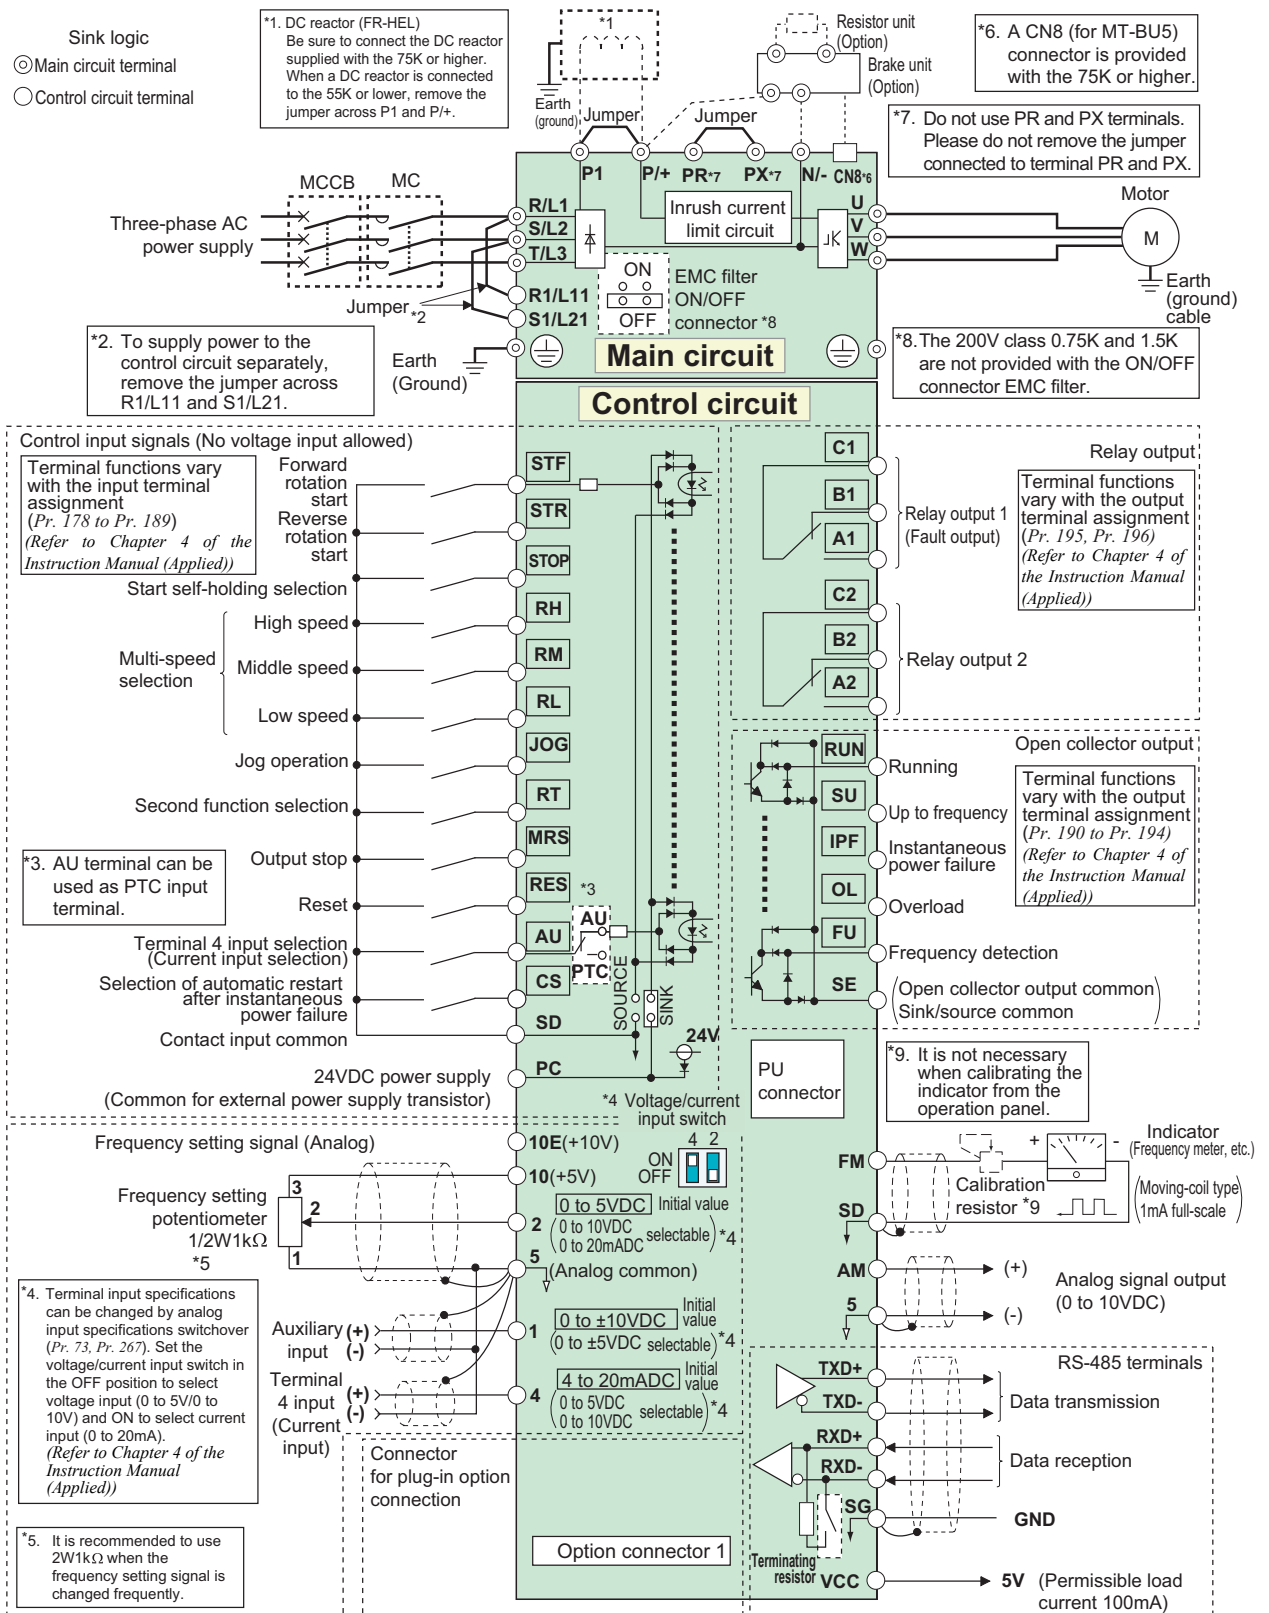 Sink logic
Main circuit terminal
Control circuit terminal
*1. DC reactor (FR-HEL)
Be sure to connect the DC reactor
supplied with the 75K or higher.
When a DC reactor is connected
to the 55K or lower, remove the
jumper across P1 and P/+.
*1
Earth
(ground)
Jumper
Jumper
Resistor unit
(Option)
Brake unit
(Option)
*6. A CN8 (for MT-BU5)
connector is provided
with the 75K or higher.
*7. Do not use PR and PX terminals.
Please do not remove the jumper
connected to terminal PR and PX.
P1
P/+
PR*7
PX*7
N/-
CN8*6
MCCB
MC
Three-phase AC
power supply
R/L1
S/L2
T/L3
R1/L11
S1/L21
Inrush current
limit circuit
U
V
W
Motor
M
Earth
(ground)
cable
ON
OFF
EMC filter
ON/OFF
connector *8
Jumper *2
*2. To supply power to the
control circuit separately,
remove the jumper across
R1/L11 and S1/L21.
Earth
(Ground)
Main circuit
*8.The 200V class 0.75K and 1.5K
are not provided with the ON/OFF
connector EMC filter.
Control circuit
Control input signals (No voltage input allowed)
Terminal functions vary
with the input terminal
assignment
(Pr. 178 to Pr. 189)
(Refer to Chapter 4 of the
Instruction Manual (Applied))
Forward
rotation
start
Reverse
rotation
start
Start self-holding selection
Multi-speed
selection
High speed
Middle speed
Low speed
Jog operation
Second function selection
Output stop
Reset
*3. AU terminal can be
used as PTC input
terminal.
Terminal 4 input selection
(Current input selection)
Selection of automatic restart
after instantaneous
power failure
Contact input common
24VDC power supply
(Common for external power supply transistor)
STF
STR
STOP
RH
RM
RL
JOG
RT
MRS
RES
*3
AU
CS
SD
PC
AU
PTC
SOURCE
SINK
24V
C1
B1
A1
C2
B2
A2
Relay output
Relay output 1
(Fault output)
Terminal functions
vary with the output
terminal assignment
(Pr. 195, Pr. 196)
(Refer to Chapter 4 of
the Instruction Manual
(Applied))
Relay output 2
Open collector output
RUN
SU
IPF
OL
FU
SE
Running
Up to frequency
Instantaneous
power failure
Overload
Frequency detection
(Open collector output common
Sink/source common)
Terminal functions
vary with the output
terminal assignment
(Pr. 190 to Pr. 194)
(Refer to Chapter 4 of
the Instruction Manual
(Applied))
PU
connector
*9. It is not necessary
when calibrating the
indicator from the
operation panel.
*4 Voltage/current
input switch
4 2
ON
OFF
Frequency setting signal (Analog)
10E(+10V)
10(+5V)
Frequency setting
potentiometer
1/2W1kΩ
*5
3
2
1
0 to 5VDC Initial value
2
(0 to 10VDC
0 to 20mADC selectable) *4
5
(Analog common)
0 to ±10VDC Initial value
1
(0 to ±5VDC selectable) *4
4 to 20mADC Initial value
4
(0 to 5VDC
0 to 10VDC selectable) *4
*4. Terminal input specifications
can be changed by analog
input specifications switchover
(Pr. 73, Pr. 267). Set the
voltage/current input switch in
the OFF position to select
voltage input (0 to 5V/0 to
10V) and ON to select current
input (0 to 20mA).
(Refer to Chapter 4 of the
Instruction Manual
(Applied))
Auxiliary (+)
input (-)
Terminal
4 input (+)
(Current (-)
input)
*5. It is recommended to use
2W1kΩ when the
frequency setting signal is
changed frequently.
Connector
for plug-in option
connection
Option connector 1
FM
SD
+
-
Indicator
(Frequency meter, etc.)
Calibration
resistor *9
(Moving-coil type
1mA full-scale)
AM
5
(+)
(-)
Analog signal output
(0 to 10VDC)
RS-485 terminals
TXD+
TXD-
Data transmission
RXD+
RXD-
Data reception
SG
GND
Terminating
resistor
VCC
5V (Permissible load
current 100mA)